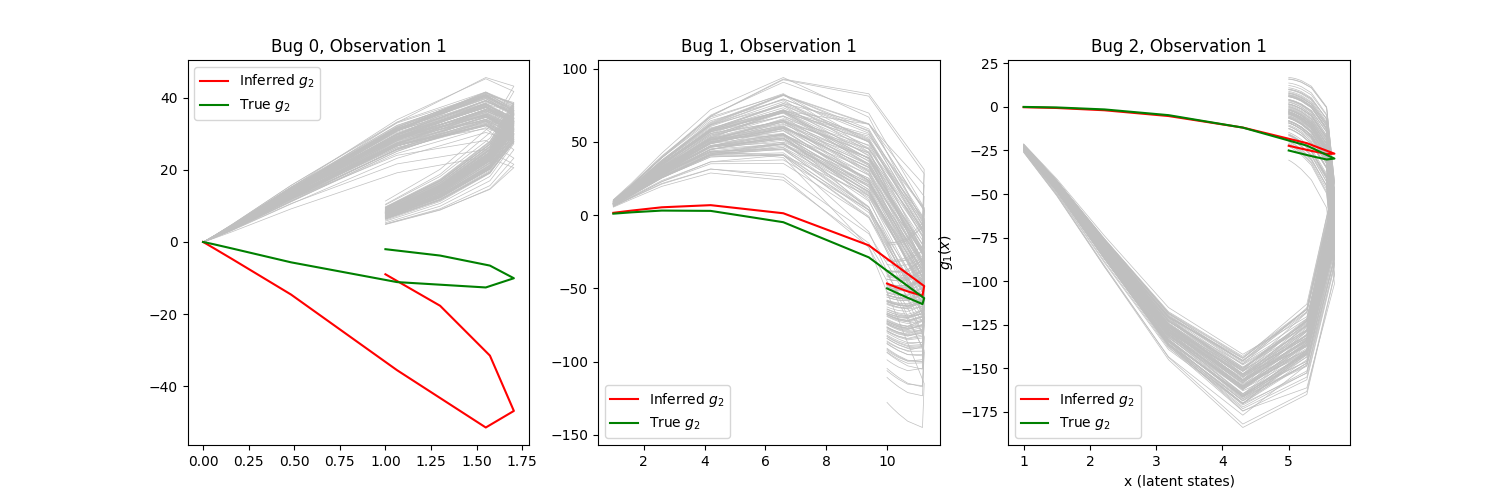 Bug 0, Observation 1
Inferred g₂
True g₂
40
20
0
−20
−40
0.00 0.25 0.50 0.75 1.00 1.25 1.50 1.75
Bug 1, Observation 1
100
50
0
−50
−100
−150
Inferred g₂
True g₂
2 4 6 8 10
Bug 2, Observation 1
g₁(x)
25
0
−25
−50
−75
−100
−125
−150
−175
Inferred g₂
True g₂
1 2 3 4 5
x (latent states)